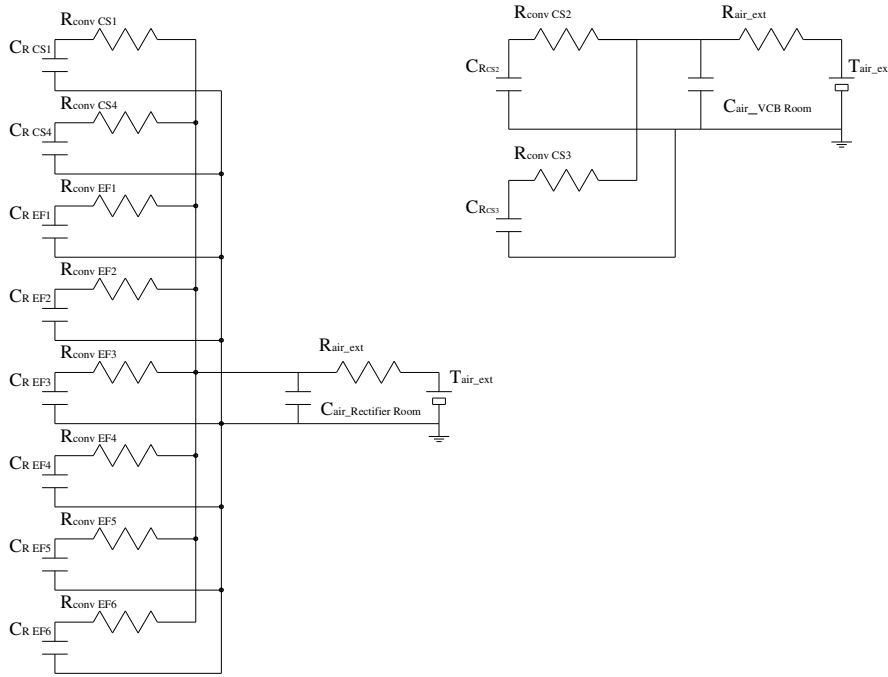 Rconv CS1
CR CS1
Rconv CS4
CR CS4
Rconv EF1
CR EF1
Rconv EF2
CR EF2
Rconv EF3
CR EF3
Rconv EF4
CR EF4
Rconv EF5
CR EF5
Rconv EF6
CR EF6
Rair_ext
Tair_ext
Cair_Rectifier Room
Rconv CS2
Rair_ext
CRCS2
Tair_ex
Cair_VCB Room
Rconv CS3
CRCS3